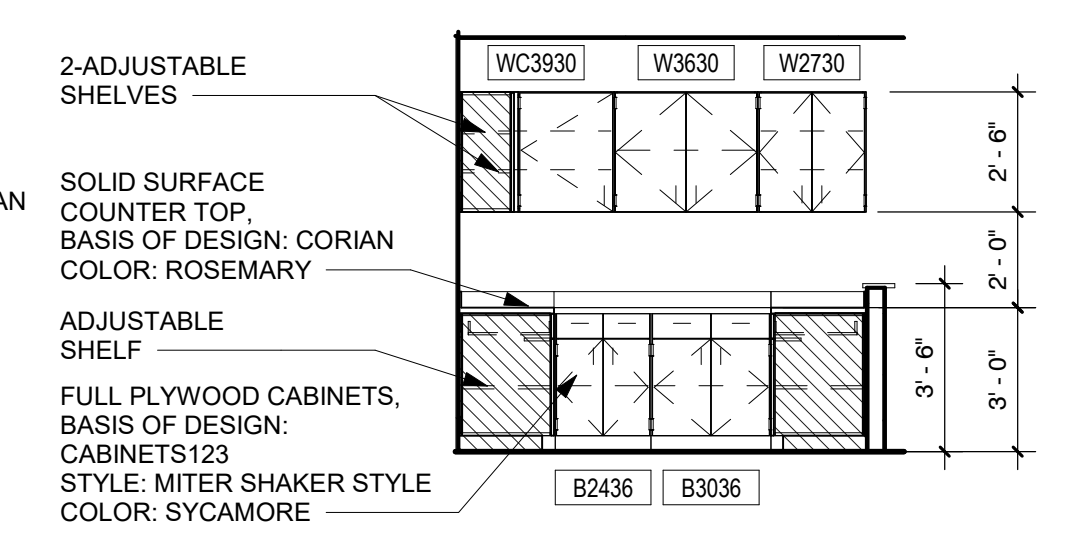 WC3930
W3630
W2730
2-ADJUSTABLE
SHELVES
2' - 6"
AN
SOLID SURFACE
COUNTER TOP,
BASIS OF DESIGN: CORIAN
COLOR: ROSEMARY
2' - 0"
ADJUSTABLE
SHELF
3' - 6"
3' - 0"
FULL PLYWOOD CABINETS,
BASIS OF DESIGN:
CABINETS123
STYLE: MITER SHAKER STYLE
COLOR: SYCAMORE
B2436
B3036